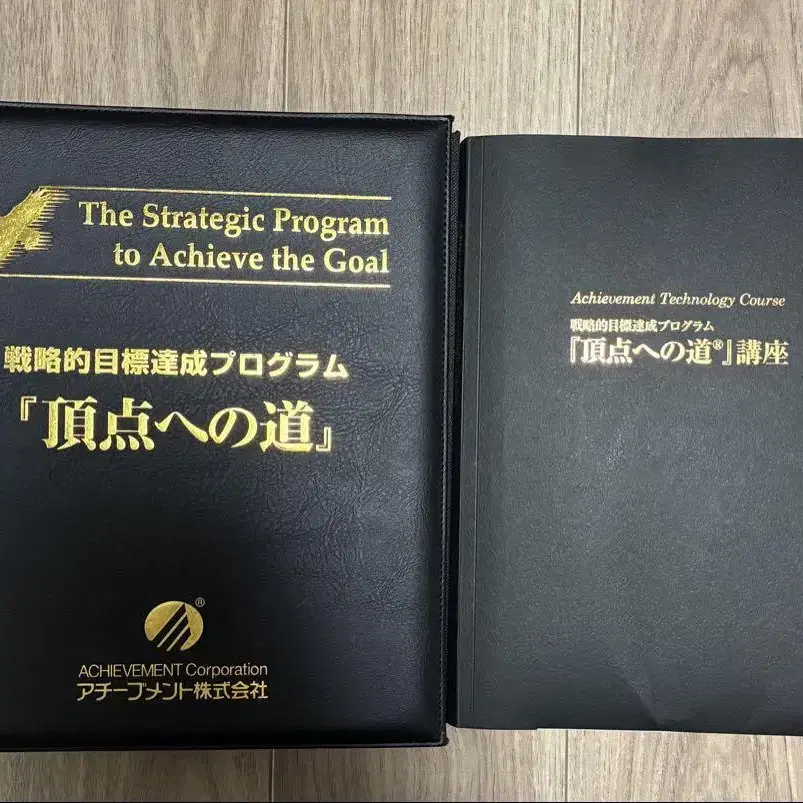 The Strategic Program
to Achieve the Goal
戦略的目標達成プログラム
『頂点への道』
®
ACHIEVEMENT Corporation
アチーブメント株式会社
Achievement Technology Course
戦略的目標達成プログラム
『頂点への道®』講座